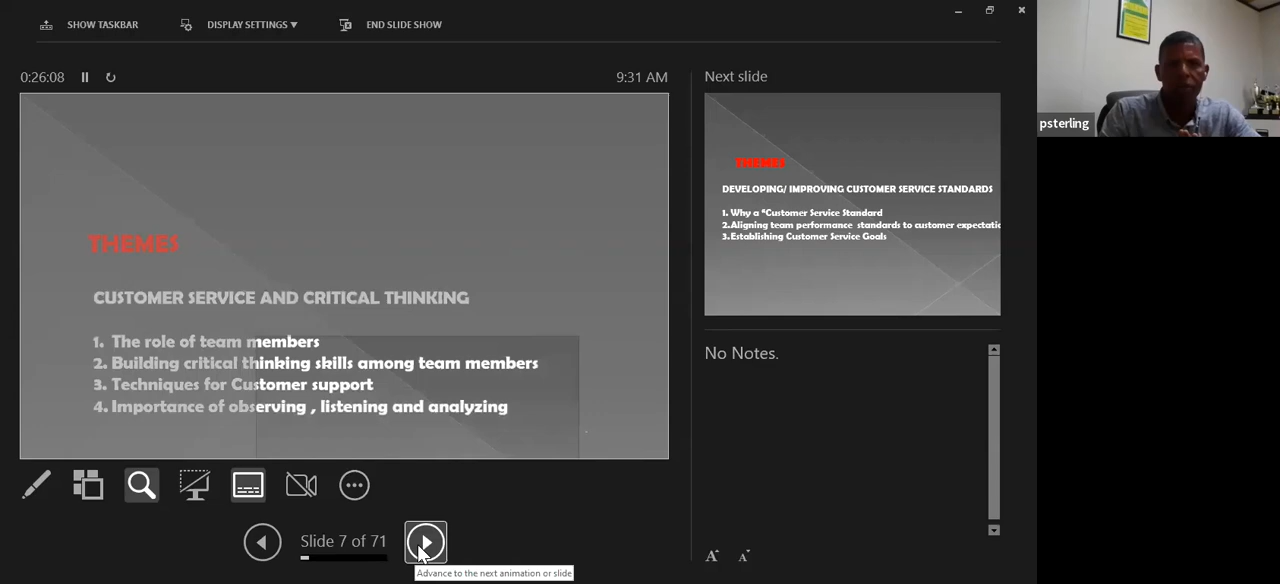 SHOW TASKBAR
DISPLAY SETTINGS ▼
END SLIDE SHOW
0:26:08
9:31 AM
Next slide
THEMES
CUSTOMER SERVICE AND CRITICAL THINKING
1. The role of team members
2. Building critical thinking skills among team members
3. Techniques for Customer support
4. Importance of observing , listening and analyzing
THEMES
DEVELOPING/ IMPROVING CUSTOMER SERVICE STANDARDS
1. Why a "Customer Service Standard
2.Aligning team performance standards to customer expectatio
3.Establishing Customer Service Goals
No Notes.
Slide 7 of 71
Advance to the next animation or slide
A A
psterling